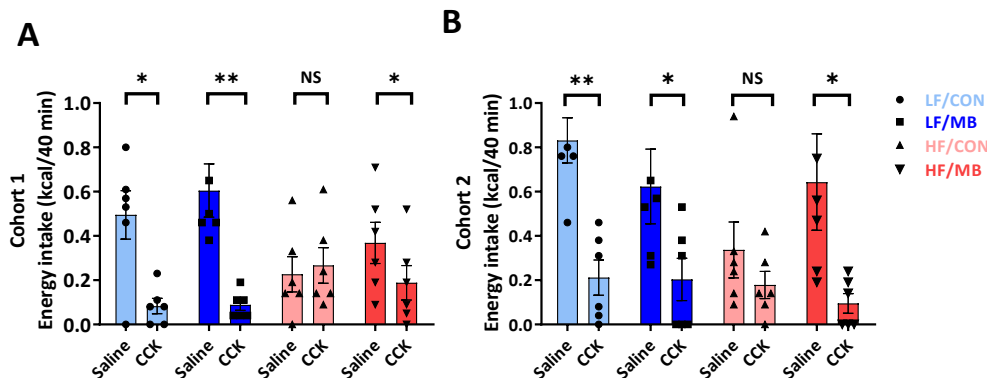 A
B
* ** NS *
** * NS *
Cohort 1
Energy intake (kcal/40 min)
1.0
0.8
0.6
0.4
0.2
0.0
Saline CCK Saline CCK Saline CCK Saline CCK
Cohort 2
Energy intake (kcal/40 min)
1.0
0.8
0.6
0.4
0.2
0.0
Saline CCK Saline CCK Saline CCK Saline CCK
LF/CON
LF/MB
HF/CON
HF/MB